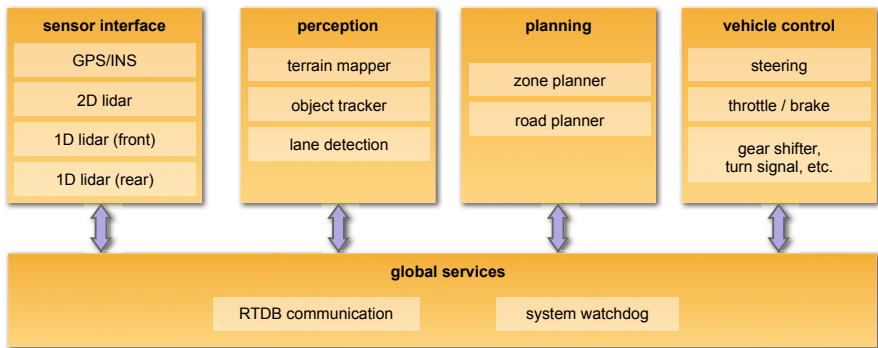 sensor interface
GPS/INS
2D lidar
1D lidar (front)
1D lidar (rear)
perception
terrain mapper
object tracker
lane detection
planning
zone planner
road planner
vehicle control
steering
throttle / brake
gear shifter,
turn signal, etc.
global services
RTDB communication
system watchdog